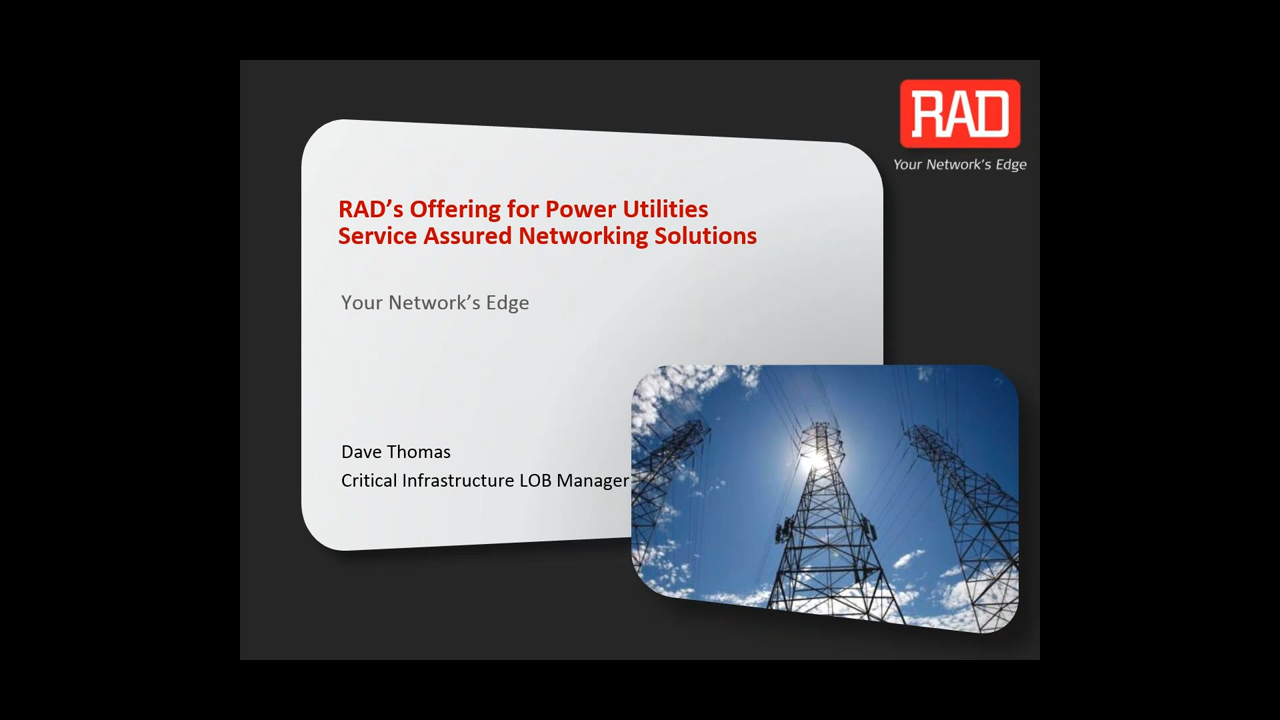 RAD
Your Network's Edge
RAD’s Offering for Power Utilities
Service Assured Networking Solutions
Your Network’s Edge
Dave Thomas
Critical Infrastructure LOB Manager